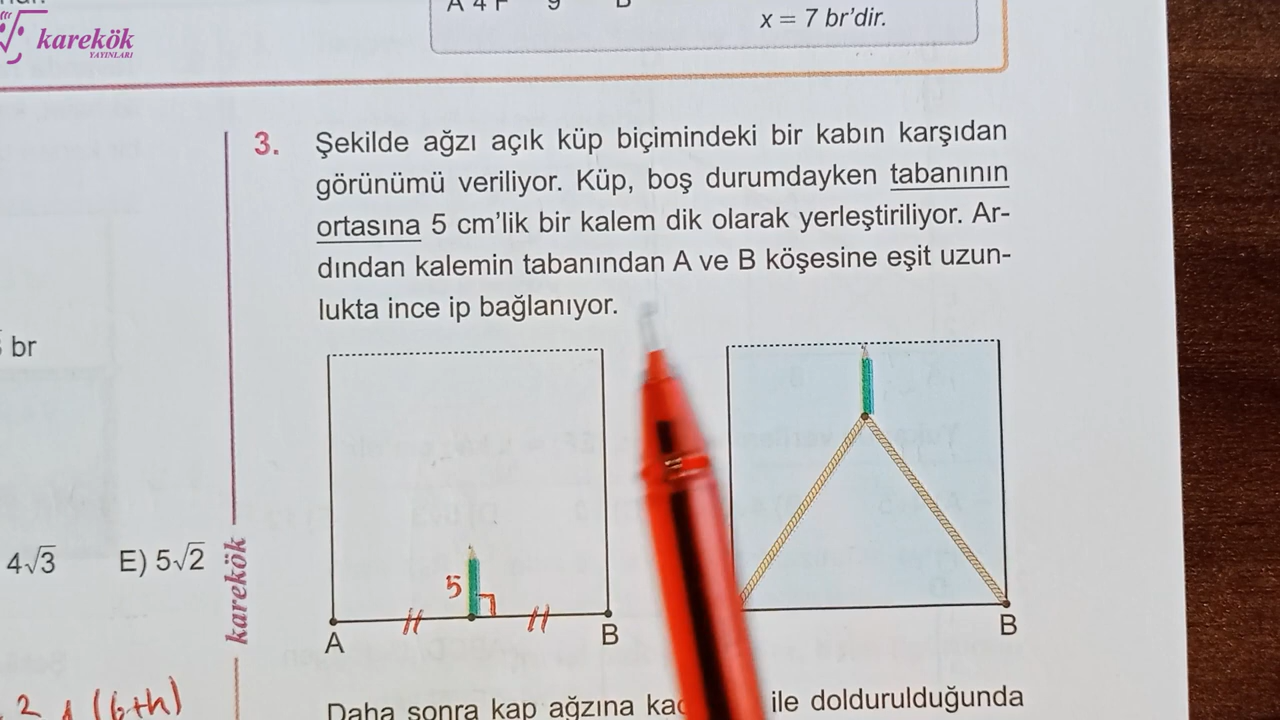 karekök
YAYINLARI
x = 7 br'dir.
3. Şekilde ağzı açık küp biçimindeki bir kabın karşıdan
görünümü veriliyor. Küp, boş durumdayken tabanının
ortasına 5 cm'lik bir kalem dik olarak yerleştiriliyor. Ar-
dından kalemin tabanından A ve B köşesine eşit uzun-
lukta ince ip bağlanıyor.
br
4√3 E) 5√2
karekök
5
A B
B
Daha sonra kap ağzına ile doldurulduğunda
(6+h)